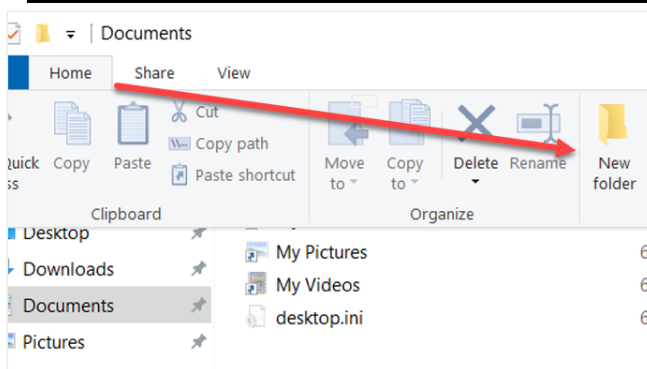 Documents
Home Share View
Cut
Copy path
Paste shortcut
Copy Paste
Move to
Copy to
Delete Rename
New folder
Clipboard Organize
Desktop
Downloads
Documents
Pictures
My Pictures
My Videos
desktop.ini